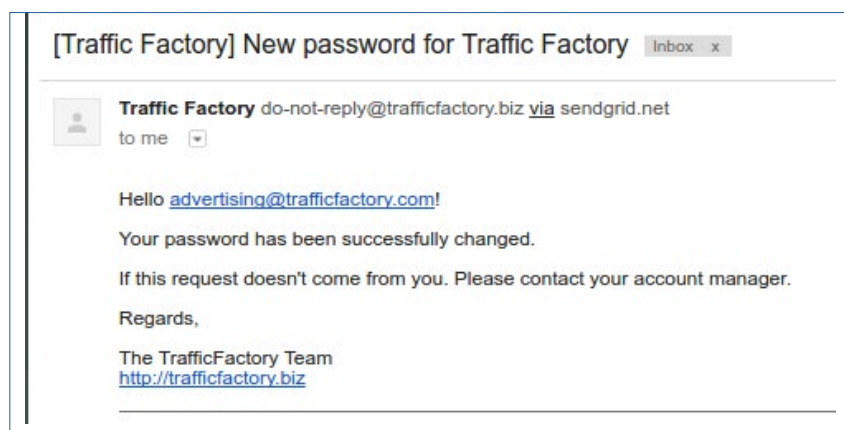 [Traffic Factory] New password for Traffic Factory Inbox x
Traffic Factory do-not-reply@trafficfactory.biz via sendgrid.net
to me
Hello advertising@trafficfactory.com!
Your password has been successfully changed.
If this request doesn't come from you. Please contact your account manager.
Regards,
The TrafficFactory Team
http://trafficfactory.biz